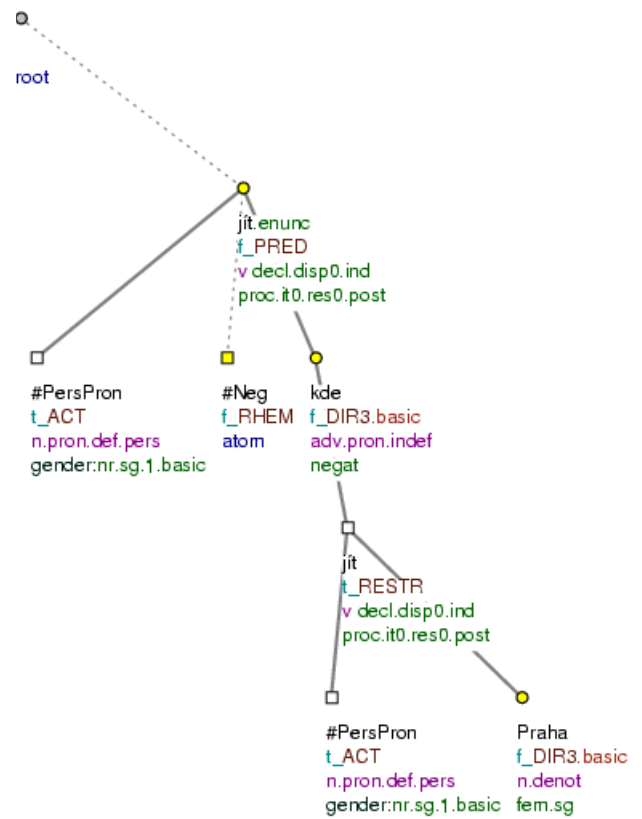 root
jít.enunc
f_PRED
v decl.disp0.ind
proc.it0.res0.post
#PersPron
t_ACT
n.pron.def.pers
gender:nr.sg.1.basic
#Neg
f_RHEM
atom
kde
f_DIR3.basic
adv.pron.indef
negat
jít
t_RESTR
v decl.disp0.ind
proc.it0.res0.post
#PersPron
t_ACT
n.pron.def.pers
gender:nr.sg.1.basic
Praha
f_DIR3.basic
n.denot
fem.sg